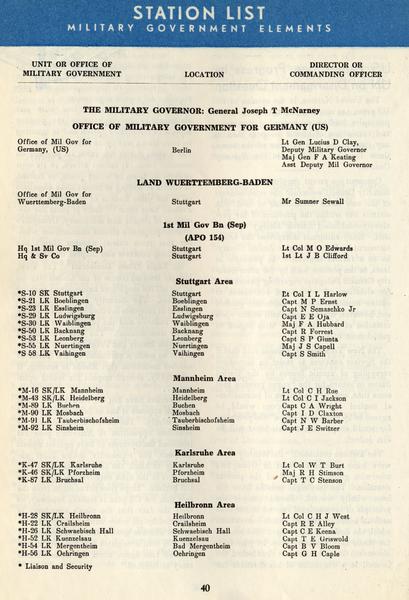 STATION LIST
MILITARY GOVERNMENT ELEMENTS
UNIT OR OFFICE OF MILITARY GOVERNMENT LOCATION DIRECTOR OR COMMANDING OFFICER
THE MILITARY GOVERNOR: General Joseph T McNarney
OFFICE OF MILITARY GOVERNMENT FOR GERMANY (US)
Office of Mil Gov for Germany, (US) Berlin Lt Gen Lucius D Clay,
Deputy Military Governor
Maj Gen F A Keating
Asst Deputy Mil Governor
LAND WUERTTEMBERG-BADEN
Office of Mil Gov for
Wuerttemberg-Baden Stuttgart Mr Sumner Sewall
1st Mil Gov Bn (Sep)
(APO 154)
Hq 1st Mil Gov Bn (Sep) Stuttgart Lt Col M O Edwards
Hq & Sv Co Stuttgart 1st Lt J B Clifford
Stuttgart Area
*S-10 SK Stuttgart Stuttgart Lt Col I L Harlow
*S-21 LK Boeblingen Boeblingen Capt M P Ernst
*S-23 LK Esslingen Esslingen Capt N Semaschko Jr
*S-29 LK Ludwigsburg Ludwigsburg Capt E E Oja
*S-30 LK Waiblingen Waiblingen Maj F A Hubbard
*S-50 LK Backnang Backnang Capt R Forrest
*S-53 LK Leonberg Leonberg Capt S P Giunta
*S-55 LK Nuertingen Nuertingen Maj J S Capell
*S 58 LK Vaihingen Vaihingen Capt S Smith
Mannheim Area
*M-16 SK/LK Mannheim Mannheim Lt Col C H Rue
*M-43 SK/LK Heidelberg Heidelberg Lt Col C I Jackson
*M-89 LK Buchen Buchen Capt C A Wright
*M-90 LK Mosbach Mosbach Capt I D Claxton
*M-91 LK Tauberbischofsheim Tauberbischofsheim Capt N W Barber
*M-92 LK Sinsheim Sinsheim Capt J E Switzer
Karlsruhe Area
*K-47 SK/LK Karlsruhe Karlsruhe Lt Col W T Burt
*K-46 SK/LK Pforzheim Pforzheim Maj R H Stimson
*K-87 LK Bruchsal Bruchsal Capt T C Stenson
Heilbronn Area
*H-28 SK/LK Heilbronn Heilbronn Lt Col C H J West
*H-22 LK Crailsheim Crailsheim Capt R E Alley
*H-26 LK Schwaebisch Hall Schwaebisch Hall Capt C E Keena
*H-52 LK Kuenzelsau Kuenzelsau Capt T E Griswold
*H-54 LK Mergentheim Bad Mergentheim Capt B V Bloom
*H-56 LK Oehringen Oehringen Capt G H Caple
* Liaison and Security
40